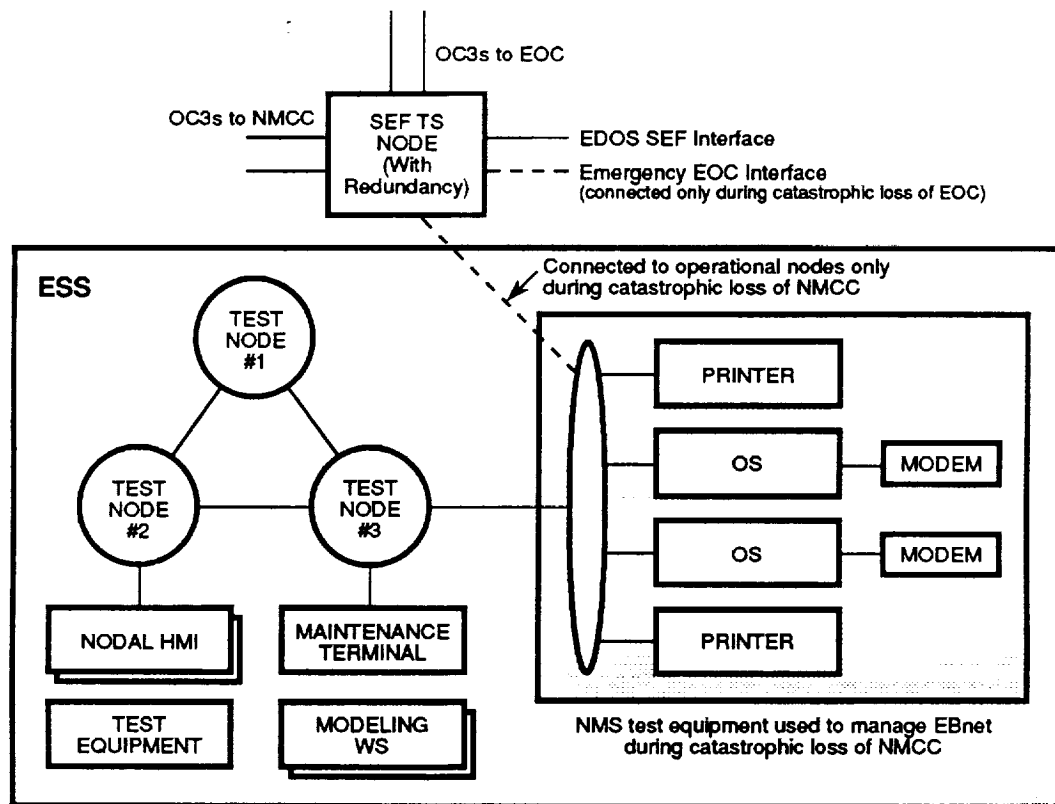 OC3s to EOC
OC3s to NMCC
SEF TS
NODE
(With
Redundancy)
EDOS SEF Interface
Emergency EOC Interface
(connected only during catastrophic loss of EOC)
ESS
Connected to operational nodes only
during catastrophic loss of NMCC
TEST
NODE
#1
TEST
NODE
#2
TEST
NODE
#3
PRINTER
OS
MODEM
OS
MODEM
PRINTER
NODAL HMI
MAINTENANCE
TERMINAL
TEST
EQUIPMENT
MODELING
WS
NMS test equipment used to manage EBnet
during catastrophic loss of NMCC